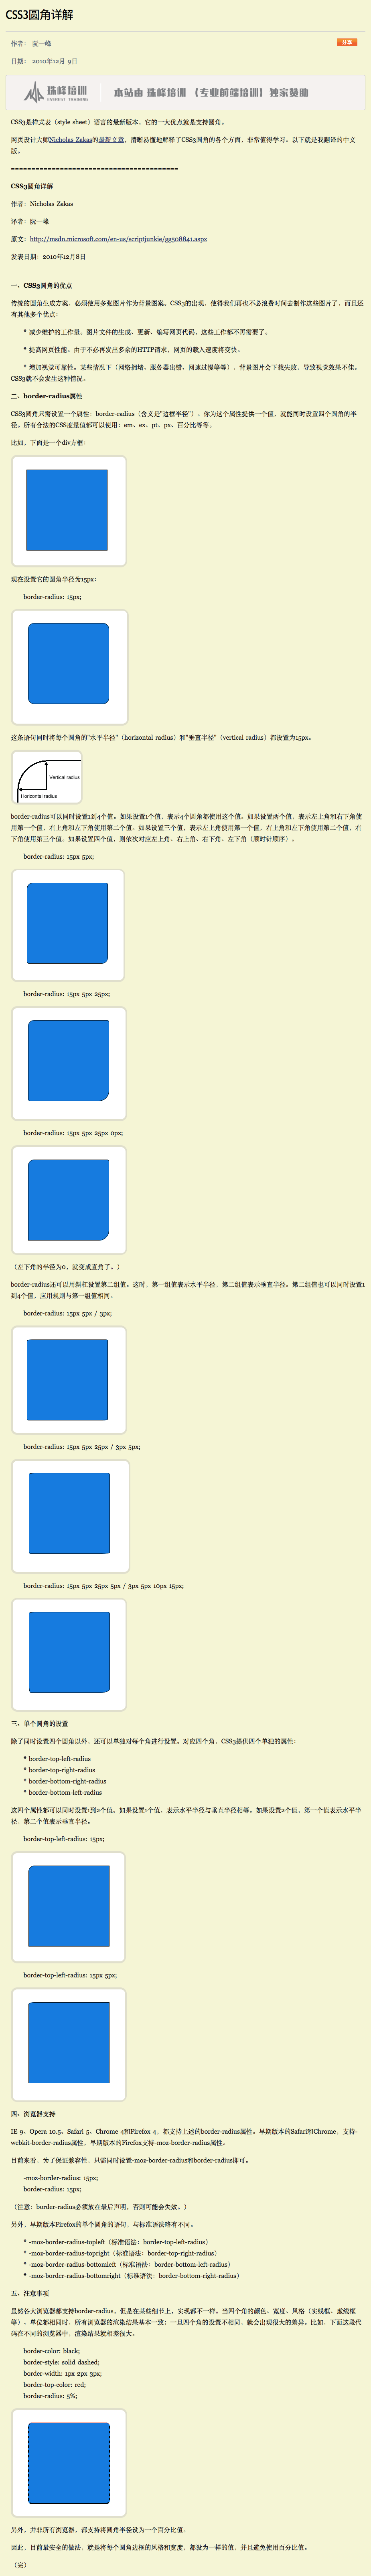 CSS3圆角详解
作者： 阮一峰
分享
日期： 2010年12月 9日
珠峰培训
EVEREST TRAINING
本站由 珠峰培训 （专业前端培训） 独家赞助
CSS3是样式表（style sheet）语言的最新版本，它的一大优点就是支持圆角。
网页设计大师Nicholas Zakas的最新文章，清晰易懂地解释了CSS3圆角的各个方面，非常值得学习。以下就是我翻译的中文
版。
=========================================
CSS3圆角详解
作者：Nicholas Zakas
译者：阮一峰
原文：http://msdn.microsoft.com/en-us/scriptjunkie/gg508841.aspx
发表日期：2010年12月8日
一、CSS3圆角的优点
传统的圆角生成方案，必须使用多张图片作为背景图案。CSS3的出现，使得我们再也不必浪费时间去制作这些图片了，而且还
有其他多个优点：
* 减少维护的工作量。图片文件的生成、更新、编写网页代码，这些工作都不再需要了。
* 提高网页性能。由于不必再发出多余的HTTP请求，网页的载入速度将变快。
* 增加视觉可靠性。某些情况下（网络拥堵、服务器出错、网速过慢等等），背景图片会下载失败，导致视觉效果不佳。
CSS3就不会发生这种情况。
二、border-radius属性
CSS3圆角只需设置一个属性：border-radius（含义是"边框半径"）。你为这个属性提供一个值，就能同时设置四个圆角的半
径。所有合法的CSS度量值都可以使用：em、ex、pt、px、百分比等等。
比如，下面是一个div方框：
现在设置它的圆角半径为15px：
border-radius: 15px;
这条语句同时将每个圆角的"水平半径"（horizontal radius）和"垂直半径"（vertical radius）都设置为15px。
Vertical radius
Horizontal radius
border-radius可以同时设置1到4个值。如果设置1个值，表示4个圆角都使用这个值。如果设置两个值，表示左上角和右下角使
用第一个值，右上角和左下角使用第二个值。如果设置三个值，表示左上角使用第一个值，右上角和左下角使用第二个值，右
下角使用第三个值。如果设置四个值，则依次对应左上角、右上角、右下角、左下角（顺时针顺序）。
border-radius: 15px 5px;
border-radius: 15px 5px 25px;
border-radius: 15px 5px 25px 0px;
（左下角的半径为0，就变成直角了。）
border-radius还可以用斜杠设置第二组值。这时，第一组值表示水平半径，第二组值表示垂直半径。第二组值也可以同时设置1
到4个值，应用规则与第一组值相同。
border-radius: 15px 5px / 3px;
border-radius: 15px 5px 25px / 3px 5px;
border-radius: 15px 5px 25px 5px / 3px 5px 10px 15px;
三、单个圆角的设置
除了同时设置四个圆角以外，还可以单独对每个角进行设置。对应四个角，CSS3提供四个单独的属性：
* border-top-left-radius
* border-top-right-radius
* border-bottom-right-radius
* border-bottom-left-radius
这四个属性都可以同时设置1到2个值。如果设置1个值，表示水平半径与垂直半径相等。如果设置2个值，第一个值表示水平半
径，第二个值表示垂直半径。
border-top-left-radius: 15px;
border-top-left-radius: 15px 5px;
四、浏览器支持
IE 9、Opera 10.5、Safari 5、Chrome 4和Firefox 4，都支持上述的border-radius属性。早期版本的Safari和Chrome，支持-
webkit-border-radius属性，早期版本的Firefox支持-moz-border-radius属性。
目前来看，为了保证兼容性，只需同时设置-moz-border-radius和border-radius即可。
-moz-border-radius: 15px;
border-radius: 15px;
（注意：border-radius必须放在最后声明，否则可能会失效。）
另外，早期版本Firefox的单个圆角的语句，与标准语法略有不同。
* -moz-border-radius-topleft（标准语法：border-top-left-radius）
* -moz-border-radius-topright（标准语法：border-top-right-radius）
* -moz-border-radius-bottomleft（标准语法：border-bottom-left-radius）
* -moz-border-radius-bottomright（标准语法：border-bottom-right-radius）
五、注意事项
虽然各大浏览器都支持border-radius，但是在某些细节上，实现都不一样。当四个角的颜色、宽度、风格（实线框、虚线框
等）、单位都相同时，所有浏览器的渲染结果基本一致；一旦四个角的设置不相同，就会出现很大的差异。比如，下面这段代
码在不同的浏览器中，渲染结果就相差很大。
border-color: black;
border-style: solid dashed;
border-width: 1px 2px 3px;
border-top-color: red;
border-radius: 5%;
另外，并非所有浏览器，都支持将圆角半径设为一个百分比值。
因此，目前最安全的做法，就是将每个圆角边框的风格和宽度，都设为一样的值，并且避免使用百分比值。
（完）